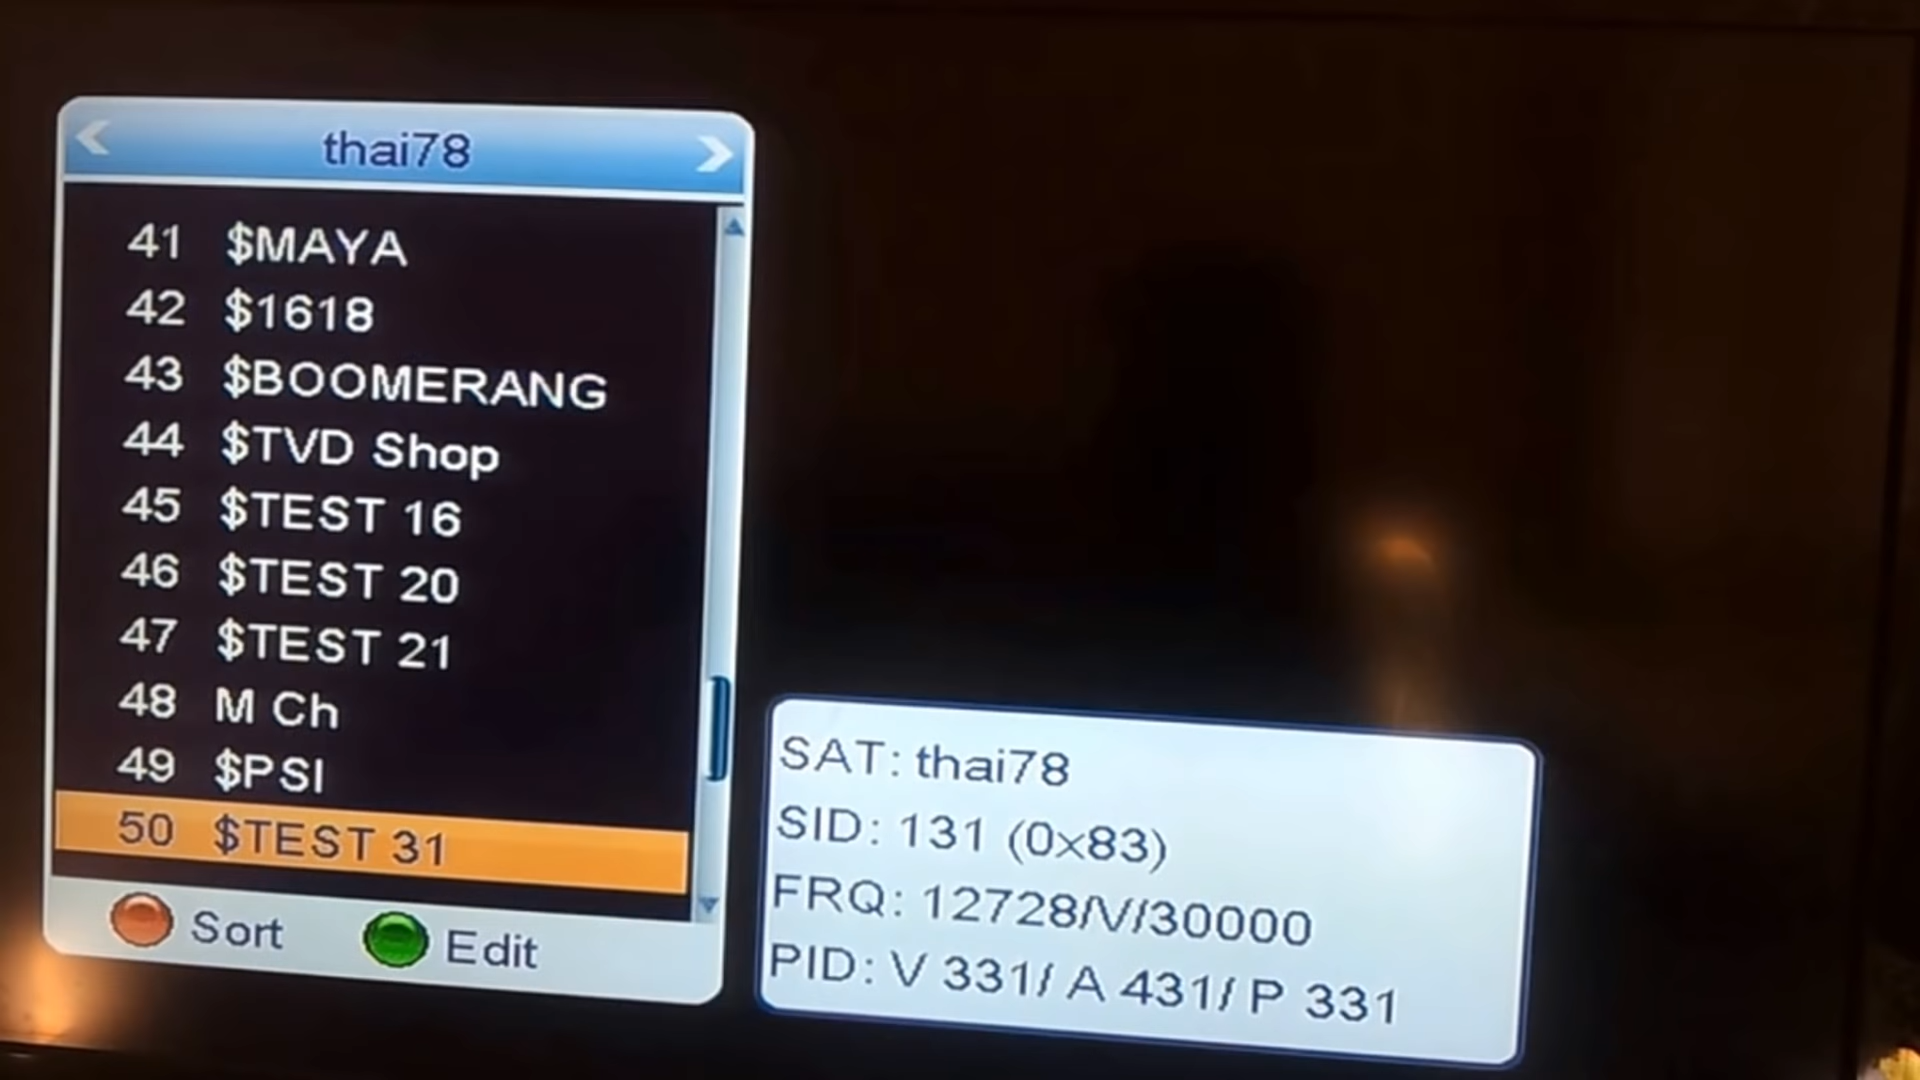 thai78
41 $MAYA
42 $1618
43 $BOOMERANG
44 $TVD Shop
45 $TEST 16
46 $TEST 20
47 $TEST 21
48 M Ch
49 $PSI
50 $TEST 31
Sort Edit
SAT: thai78
SID: 131 (0x83)
FRQ: 12728/V/30000
PID: V 331/ A 431/ P 331